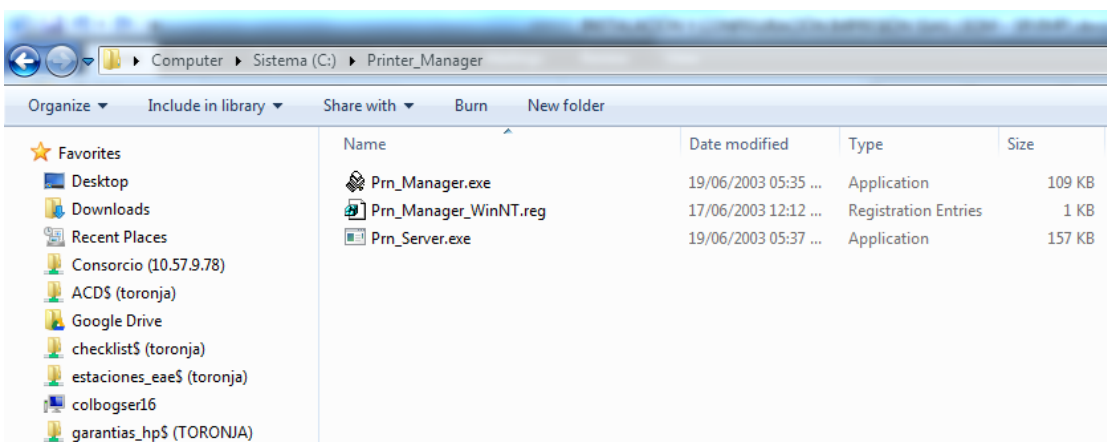 Computer Sistema (C:) Printer_Manager
Organize Include in library Share with Burn New folder
Name Date modified Type Size
Favorites
Desktop
Downloads
Recent Places
Consorcio (10.57.9.78)
ACD$ (toronja)
Google Drive
checklist$ (toronja)
estaciones_eae$ (toronja)
colbogser16
garantias_hp$ (TORONJA)
Prn_Manager.exe 19/06/2003 05:35 ... Application 109 KB
Prn_Manager_WinNT.reg 17/06/2003 12:12 ... Registration Entries 1 KB
Prn_Server.exe 19/06/2003 05:37 ... Application 157 KB